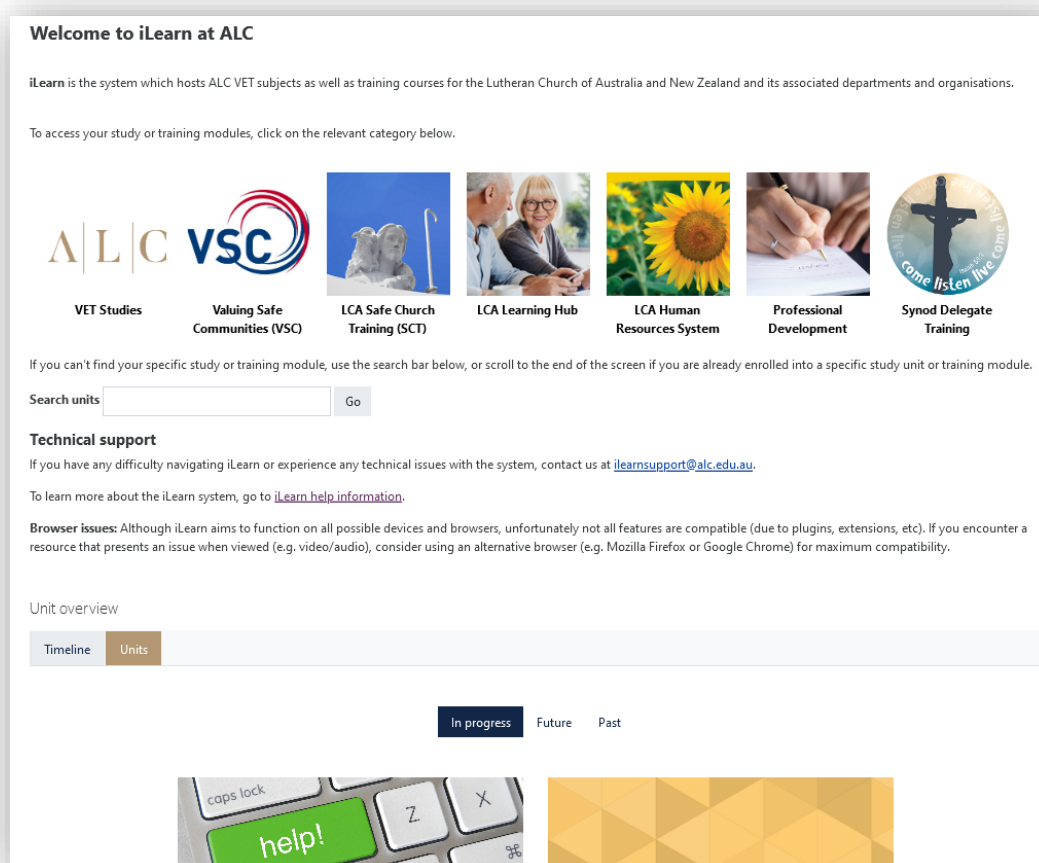 Welcome to iLearn at ALC
iLearn is the system which hosts ALC VET subjects as well as training courses for the Lutheran Church of Australia and New Zealand and its associated departments and organisations.
To access your study or training modules, click on the relevant category below.
A|L|C
VSC
come listen live come
VET Studies
Valuing Safe
Communities (VSC)
LCA Safe Church
Training (SCT)
LCA Learning Hub
LCA Human
Resources System
Professional
Development
Synod Delegate
Training
If you can't find your specific study or training module, use the search bar below, or scroll to the end of the screen if you are already enrolled into a specific study unit or training module.
Search units
Go
Technical support
If you have any difficulty navigating iLearn or experience any technical issues with the system, contact us at ilearnsupport@alc.edu.au.
To learn more about the iLearn system, go to iLearn help information.
Browser issues: Although iLearn aims to function on all possible devices and browsers, unfortunately not all features are compatible (due to plugins, extensions, etc). If you encounter a
resource that presents an issue when viewed (e.g. video/audio), consider using an alternative browser (e.g. Mozilla Firefox or Google Chrome) for maximum compatibility.
Unit overview
Timeline Units
In progress Future Past
caps lock
Z X
help!
⌘